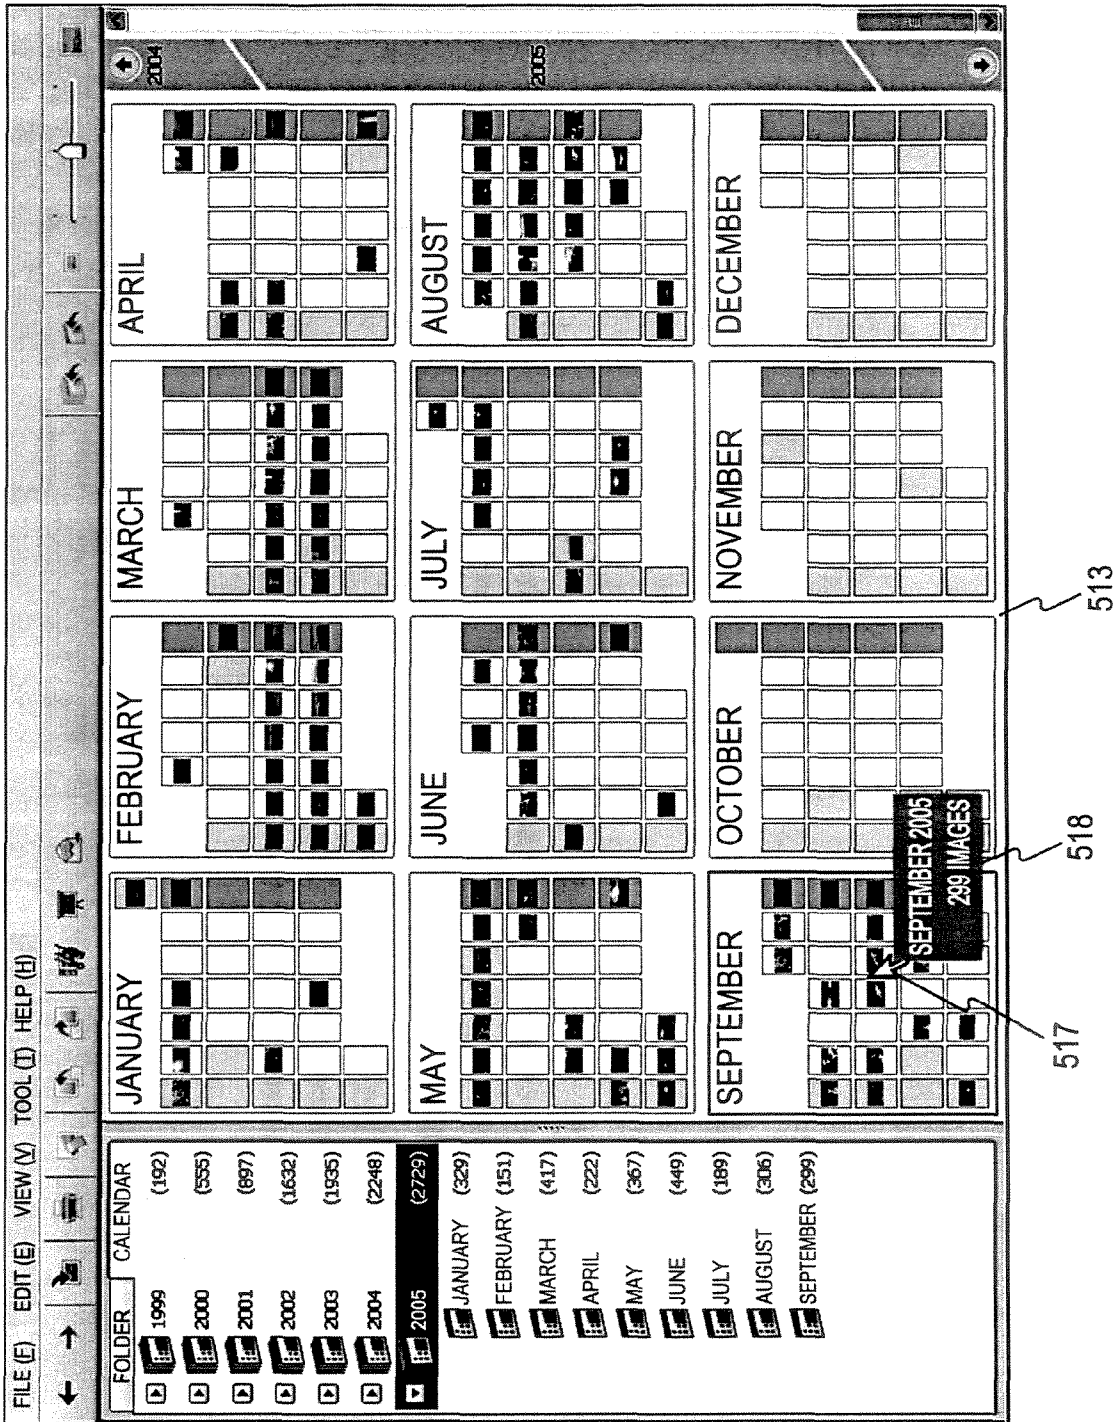 FILE (F) EDIT (E) VIEW (V) TOOL (T) HELP (H)
FOLDER CALENDAR
1999 (192)
2000 (555)
2001 (897)
2002 (1632)
2003 (1935)
2004 (2248)
2005 (2729)
JANUARY (329)
FEBRUARY (151)
MARCH (417)
APRIL (222)
MAY (367)
JUNE (449)
JULY (189)
AUGUST (306)
SEPTEMBER (299)
JANUARY FEBRUARY MARCH APRIL
MAY JUNE JULY AUGUST
SEPTEMBER OCTOBER NOVEMBER DECEMBER
SEPTEMBER 2005
299 IMAGES
2004
2005
517
518
513